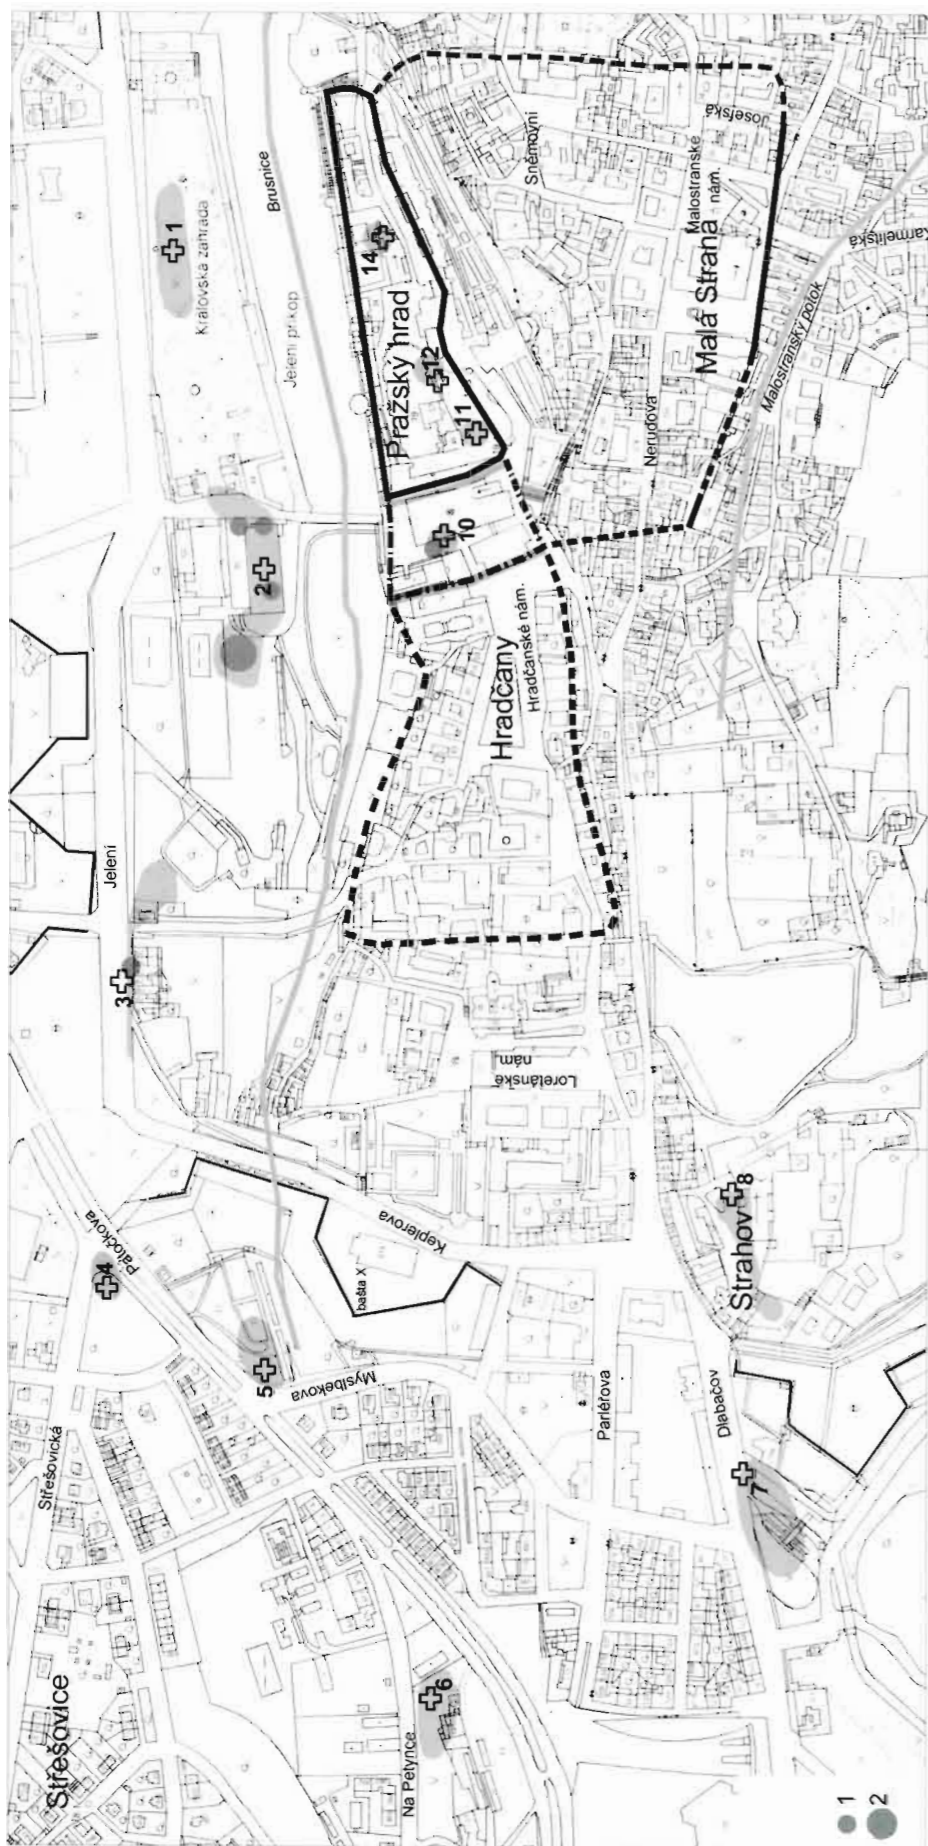 Střešovice
Střešovická
Patočkova
Jelení
Královská zahrada
Brusnice
Jelení příkop
Na Petynce
Myslbekova
bašta X
Keplerova
Loretánské
nám.
Hradčany
Hradčanské nám.
Pražský hrad
Sněmovní
Parléřova
Dlabačov
Strahov
Nerudova
Malá Strana
Malostranske
nám.
Josefská
Malostranský potok
Karmelitská
1
2
3
4
5
6
7
8
10
11
12
14
1
2